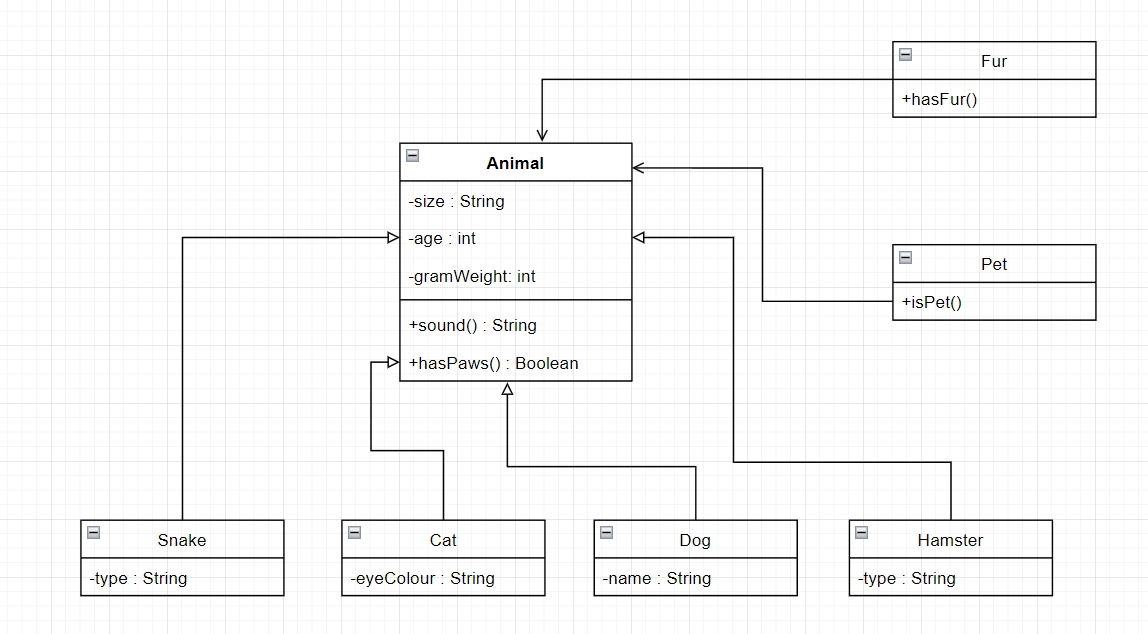 Fur
+hasFur()
Animal
-size : String
-age : int
-gramWeight: int
+sound() : String
+hasPaws() : Boolean
Pet
+isPet()
Snake
-type : String
Cat
-eyeColour : String
Dog
-name : String
Hamster
-type : String